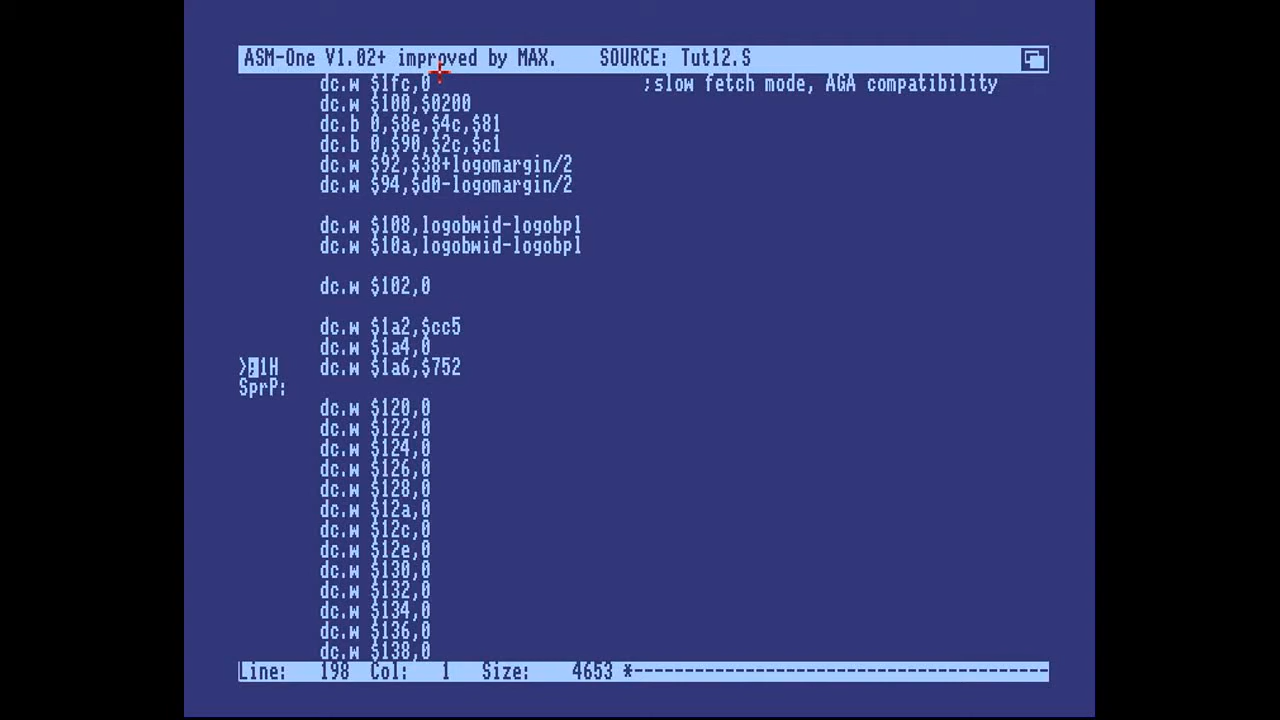 ASM-One V1.02+ improved by MAX. SOURCE: Tut12.S
dc.w $1fc,0 ;slow fetch mode, AGA compatibility
dc.w $100,$0200
dc.b 0,$8e,$4c,$81
dc.b 0,$90,$2c,$c1
dc.w $92,$38+logomargin/2
dc.w $94,$d0-logomargin/2
dc.w $108,logobwid-logobpl
dc.w $10a,logobwid-logobpl
dc.w $102,0
dc.w $1a2,$cc5
dc.w $1a4,0
>;1H dc.w $1a6,$752
SprP:
dc.w $120,0
dc.w $122,0
dc.w $124,0
dc.w $126,0
dc.w $128,0
dc.w $12a,0
dc.w $12c,0
dc.w $12e,0
dc.w $130,0
dc.w $132,0
dc.w $134,0
dc.w $136,0
dc.w $138,0
Line: 198 Col: 1 Size: 4653 *----------------------------------------